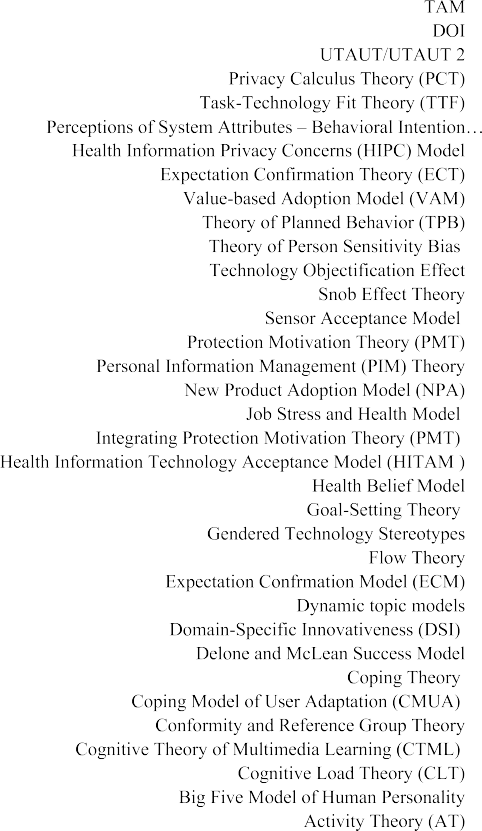 TAM
DOI
UTAUT/UTAUT 2
Privacy Calculus Theory (PCT)
Task-Technology Fit Theory (TTF)
Perceptions of System Attributes – Behavioral Intention…
Health Information Privacy Concerns (HIPC) Model
Expectation Confirmation Theory (ECT)
Value-based Adoption Model (VAM)
Theory of Planned Behavior (TPB)
Theory of Person Sensitivity Bias
Technology Objectification Effect
Snob Effect Theory
Sensor Acceptance Model
Protection Motivation Theory (PMT)
Personal Information Management (PIM) Theory
New Product Adoption Model (NPA)
Job Stress and Health Model
Integrating Protection Motivation Theory (PMT)
Health Information Technology Acceptance Model (HITAM )
Health Belief Model
Goal-Setting Theory
Gendered Technology Stereotypes
Flow Theory
Expectation Confrmation Model (ECM)
Dynamic topic models
Domain-Specific Innovativeness (DSI)
Delone and McLean Success Model
Coping Theory
Coping Model of User Adaptation (CMUA)
Conformity and Reference Group Theory
Cognitive Theory of Multimedia Learning (CTML)
Cognitive Load Theory (CLT)
Big Five Model of Human Personality
Activity Theory (AT)